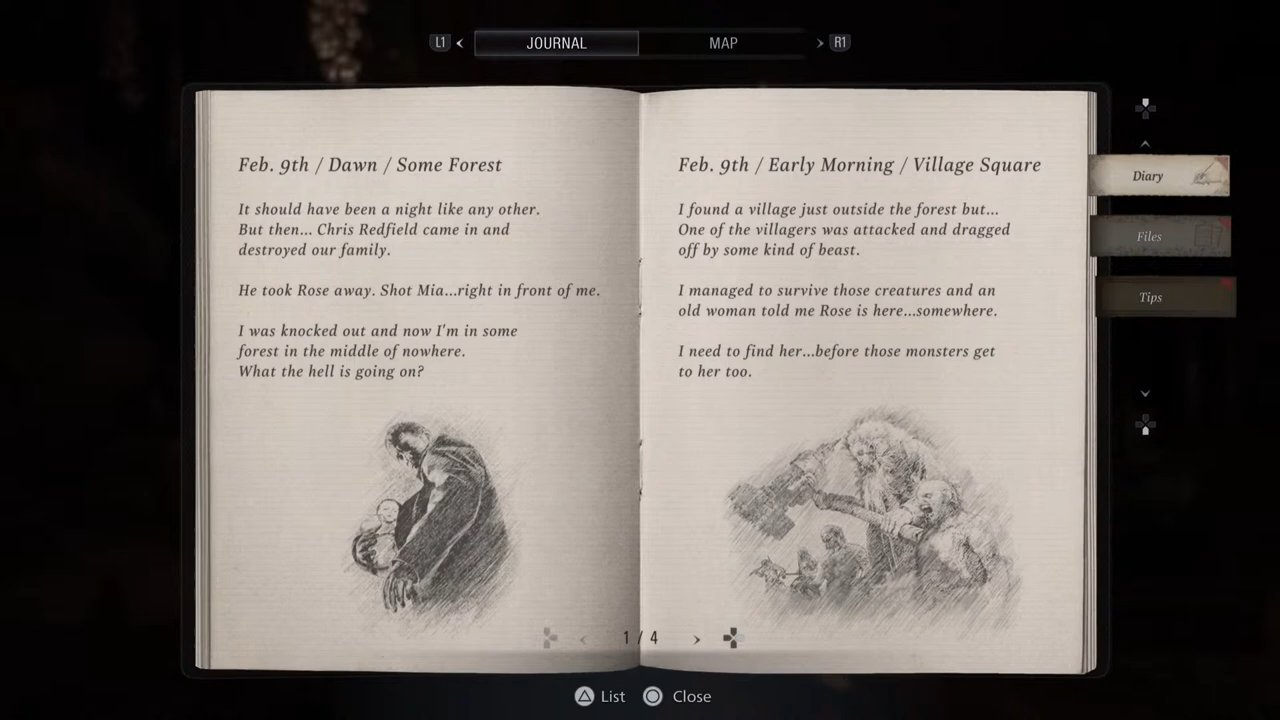 L1
JOURNAL
MAP
R1
Feb. 9th / Dawn / Some Forest
It should have been a night like any other.
But then... Chris Redfield came in and
destroyed our family.
He took Rose away. Shot Mia...right in front of me.
I was knocked out and now I'm in some
forest in the middle of nowhere.
What the hell is going on?
Feb. 9th / Early Morning / Village Square
I found a village just outside the forest but...
One of the villagers was attacked and dragged
off by some kind of beast.
I managed to survive those creatures and an
old woman told me Rose is here...somewhere.
I need to find her...before those monsters get
to her too.
Diary
Files
Tips
1 / 4
List
Close